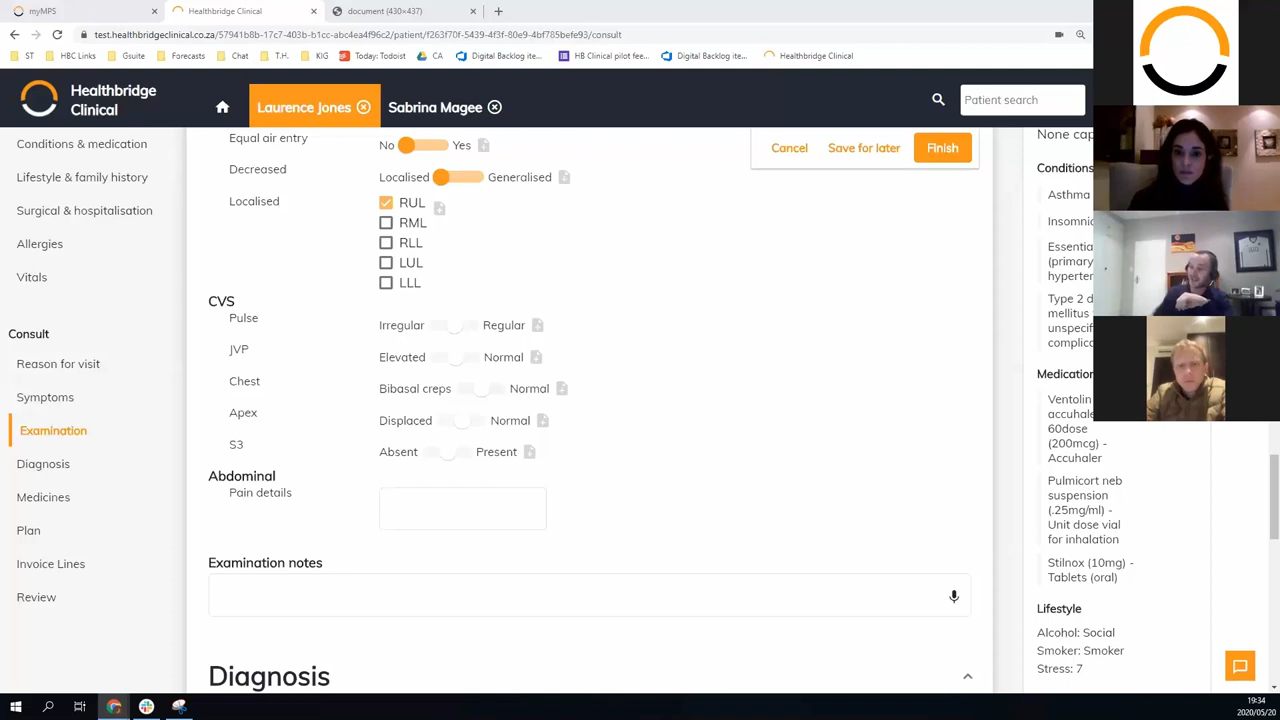 myMPS
Healthbridge Clinical
document (430×437)
test.healthbridgeclinical.co.za/57941b8b-17c7-403b-b1cc-abc4ea4f96c2/patient/f263f70f-5439-4f3f-80e9-4bf785befe93/consult
ST
HBC Links
Gsuite
Forecasts
Chat
T.H.
KIG
Today: Todoist
CA
Digital Backlog ite...
HB Clinical pilot fee...
Digital Backlog ite...
Healthbridge Clinical
Healthbridge
Clinical
Laurence Jones
Sabrina Magee
Patient search
Conditions & medication
Lifestyle & family history
Surgical & hospitalisation
Allergies
Vitals
Consult
Reason for visit
Symptoms
Examination
Diagnosis
Medicines
Plan
Invoice Lines
Review
Equal air entry
No Yes
Decreased
Localised Generalised
Localised
RUL
RML
RLL
LUL
LLL
CVS
Pulse
Irregular Regular
JVP
Elevated Normal
Chest
Bibasal creps Normal
Apex
Displaced Normal
S3
Absent Present
Abdominal
Pain details
Examination notes
Diagnosis
Cancel
Save for later
Finish
None cap
Conditions
Asthma
Insomnia
Essential
(primary
hyperten
Type 2 d
mellitus
unspecif
complica
Medication
Ventolin
accuhaler
60dose
(200mcg) -
Accuhaler
Pulmicort neb
suspension
(.25mg/ml) -
Unit dose vial
for inhalation
Stilnox (10mg) -
Tablets (oral)
Lifestyle
Alcohol: Social
Smoker: Smoker
Stress: 7
19:34
2020/05/20